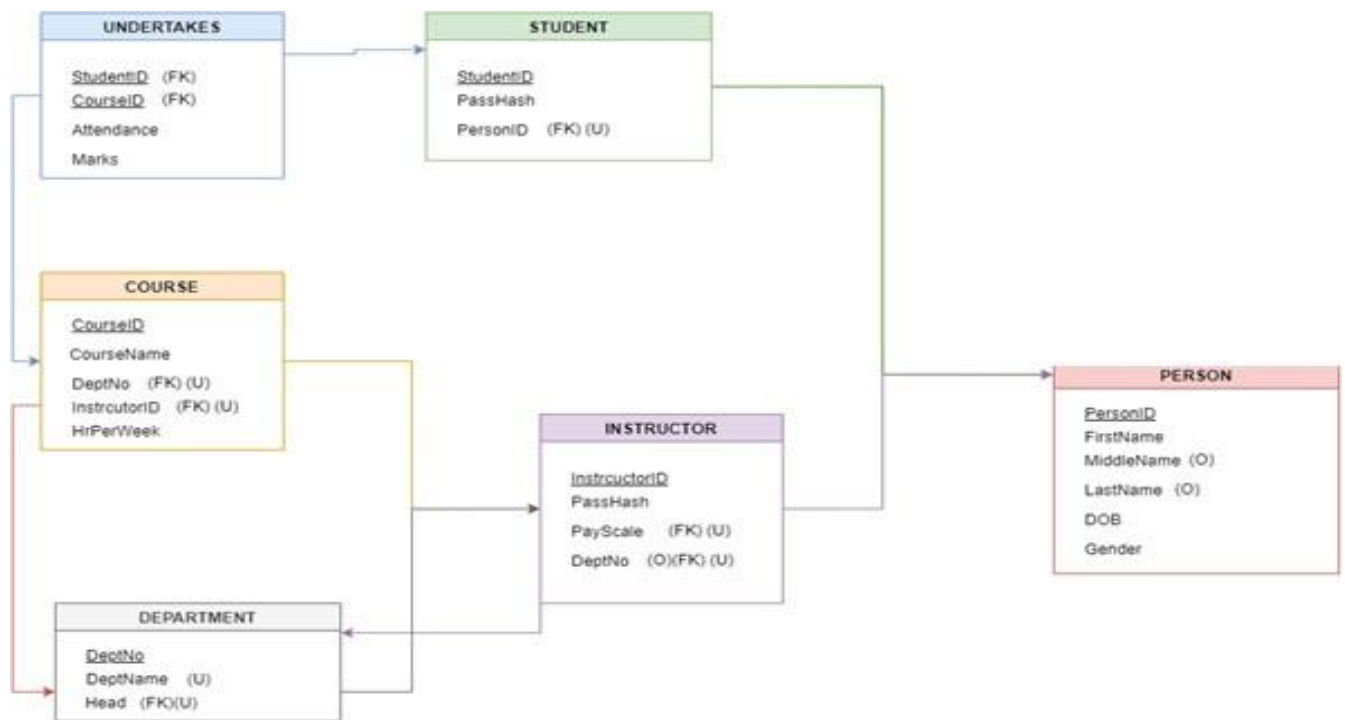 UNDERTAKES
StudentID (FK)
CourseID (FK)
Attendance
Marks
STUDENT
StudentID
PassHash
PersonID (FK) (U)
COURSE
CourseID
CourseName
DeptNo (FK) (U)
InstrcutorID (FK) (U)
HrPerWeek
INSTRUCTOR
InstrcuctorID
PassHash
PayScale (FK) (U)
DeptNo (O)(FK) (U)
PERSON
PersonID
FirstName
MiddleName (O)
LastName (O)
DOB
Gender
DEPARTMENT
DeptNo
DeptName (U)
Head (FK)(U)